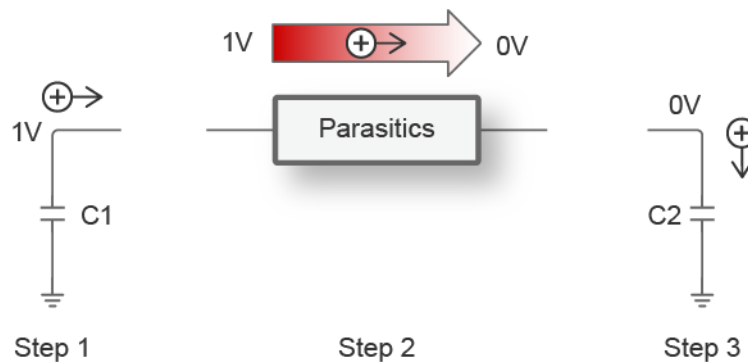 1V
0V
1V
0V
Parasitics
C1
C2
Step 1
Step 2
Step 3